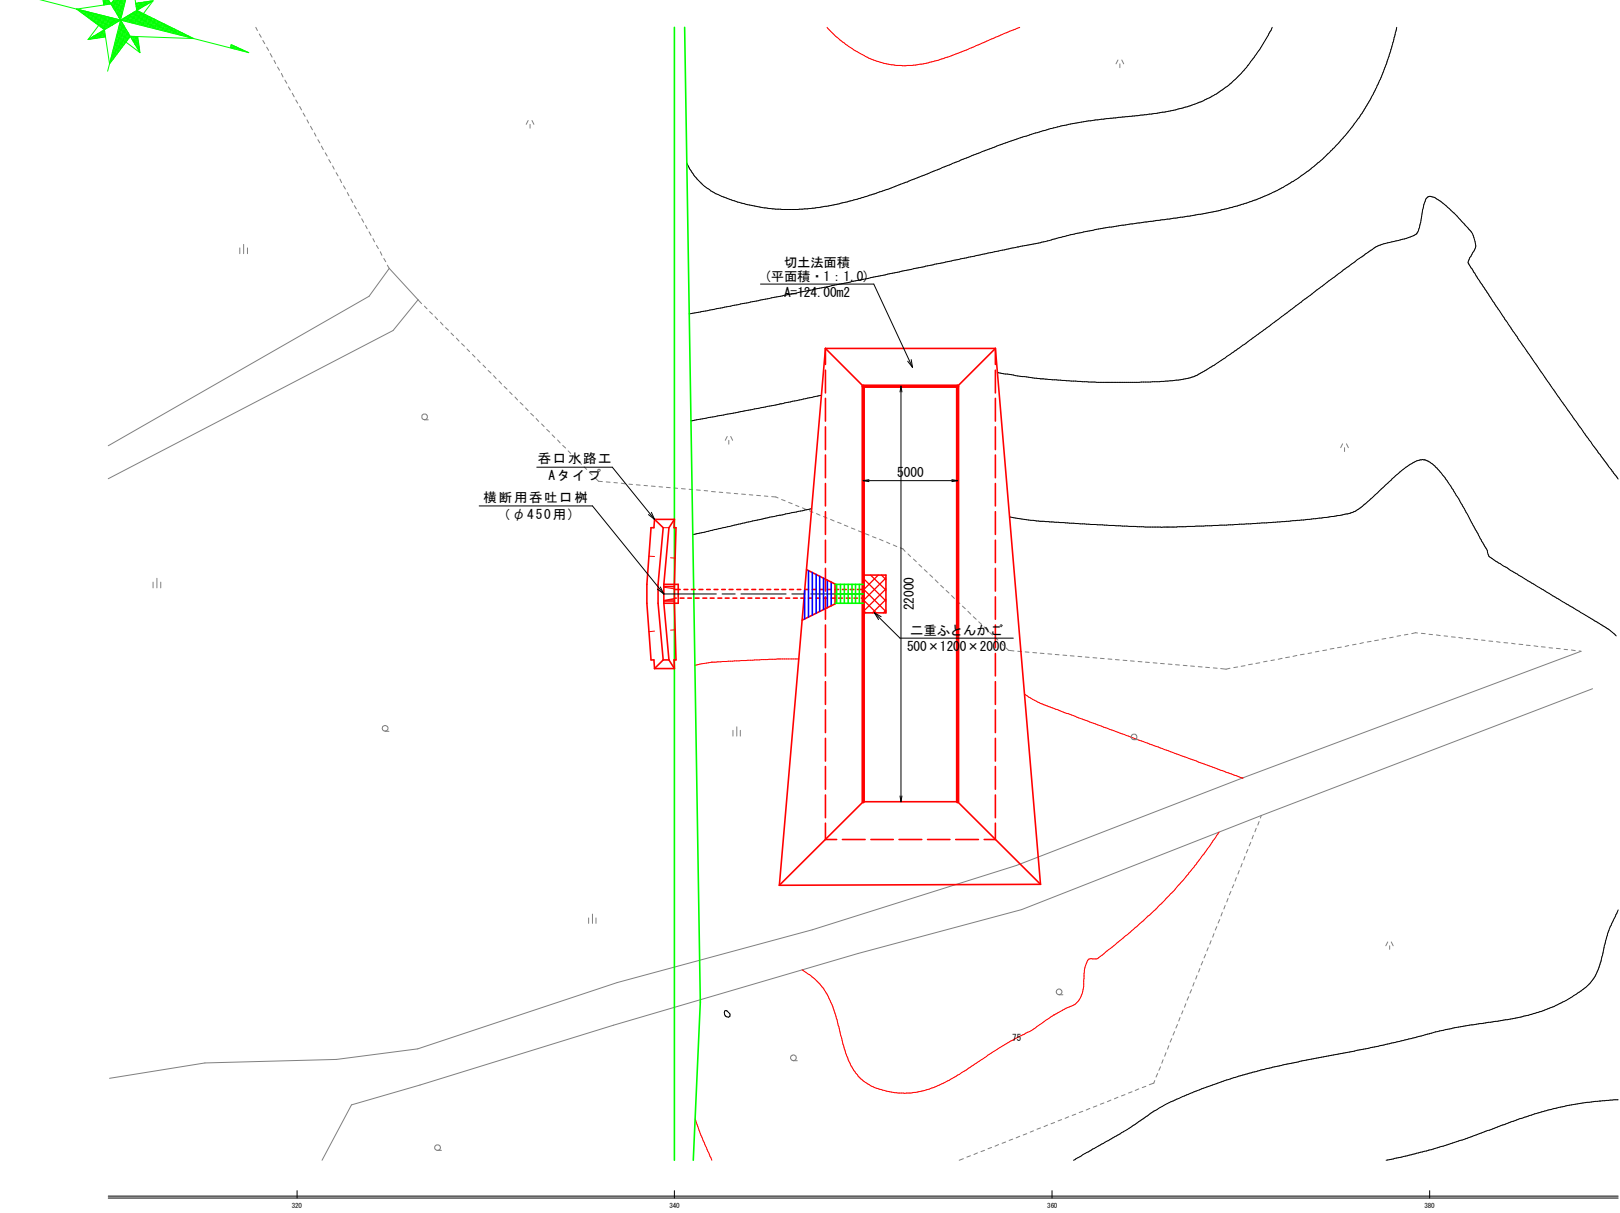 切土法面積
(平面積・1:1.0)
A=124.00m2
呑口水路工
Aタイプ
横断用呑吐口桝
(φ450用)
5000
22000
二重ふとんかご
500×1200×2000
75
320
340
360
380